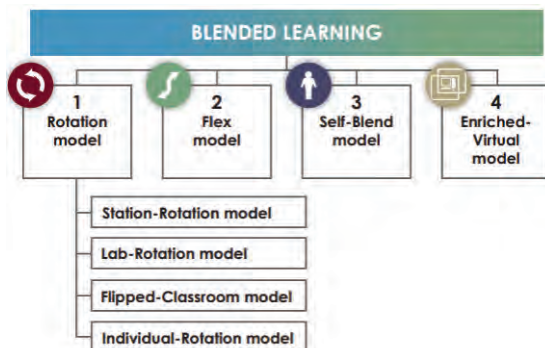 BLENDED LEARNING
1
Rotation
model
2
Flex
model
3
Self-Blend
model
4
Enriched-
Virtual
model
Station-Rotation model
Lab-Rotation model
Flipped-Classroom model
Individual-Rotation model